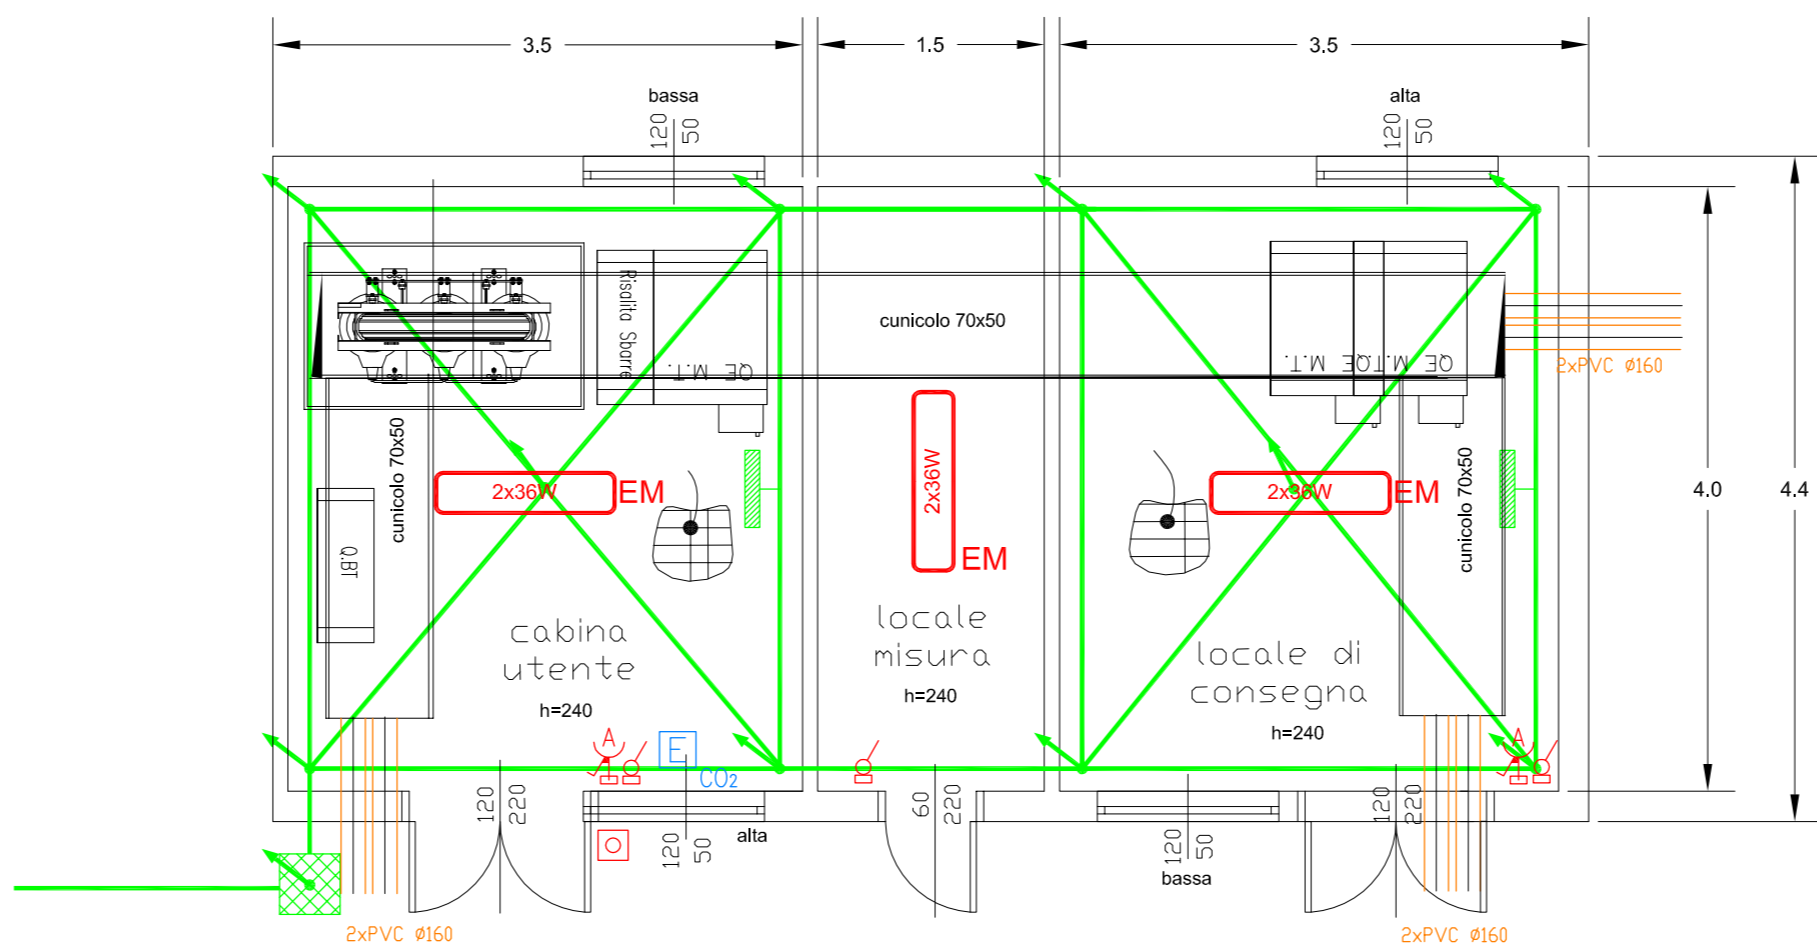 3.5
1.5
3.5
bassa
120
50
alta
120
50
4.0
4.4
Risalita Sbarre
QE M.T.
cunicolo 70x50
QE M.T.
QE M.T.
2xPVC Ø160
cunicolo 70x50
2x36W
EM
2x36W
EM
2x36W
EM
cunicolo 70x50
Q.BT
cabina
utente
h=240
locale
misura
h=240
locale di
consegna
h=240
A
E
CO2
A
120
220
120
50
alta
60
220
120
50
bassa
120
220
2xPVC Ø160
2xPVC Ø160